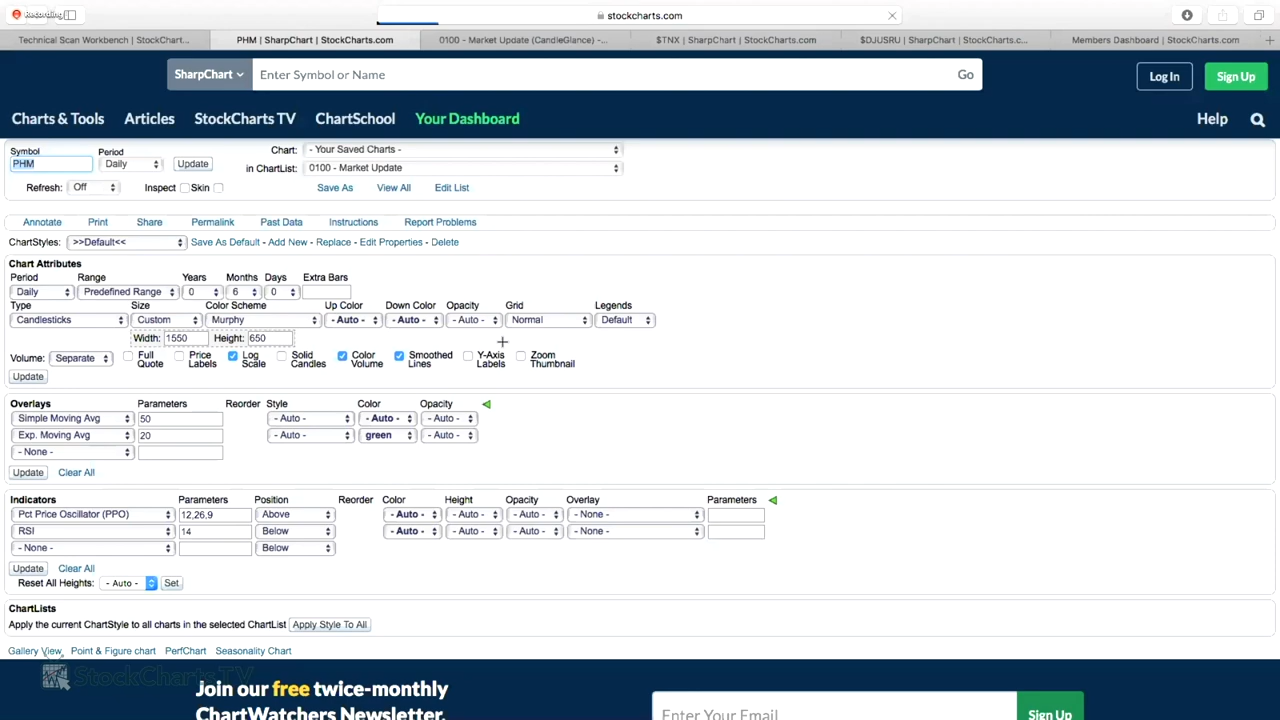 Recording
stockcharts.com
Technical Scan Workbench | StockChart...
PHM | SharpChart | StockCharts.com
0100 - Market Update (CandleGlance) -...
$TNX | SharpChart | StockCharts.com
$DJUSRU | SharpChart | StockCharts.c...
Members Dashboard | StockCharts.com
SharpChart
Enter Symbol or Name
Go
Log In
Sign Up
Charts & Tools
Articles
StockCharts TV
ChartSchool
Your Dashboard
Help
Symbol
Period
Chart:
- Your Saved Charts -
PHM
Daily
Update
in ChartList:
0100 - Market Update
Refresh:
Off
Inspect
Skin
Save As
View All
Edit List
Annotate
Print
Share
Permalink
Past Data
Instructions
Report Problems
ChartStyles:
>>Default<<
Save As Default - Add New - Replace - Edit Properties - Delete
Chart Attributes
Period Range Years Months Days Extra Bars
Daily Predefined Range 0 6 0
Type Size Color Scheme Up Color Down Color Opacity Grid Legends
Candlesticks Custom Murphy - Auto - - Auto - - Auto - Normal Default
Width: 1550 Height: 650
Volume: Separate
Full Quote
Price Labels
Log Scale
Solid Candles
Color Volume
Smoothed Lines
Y-Axis Labels
Zoom Thumbnail
Update
Overlays Parameters Reorder Style Color Opacity
Simple Moving Avg 50 - Auto - - Auto - - Auto -
Exp. Moving Avg 20 - Auto - green - Auto -
- None -
Update Clear All
Indicators Parameters Position Reorder Color Height Opacity Overlay Parameters
Pct Price Oscillator (PPO) 12,26,9 Above - Auto - - Auto - - Auto - - None -
RSI 14 Below - Auto - - Auto - - Auto - - None -
- None - Below
Update Clear All
Reset All Heights: - Auto - Set
ChartLists
Apply the current ChartStyle to all charts in the selected ChartList Apply Style To All
Gallery View Point & Figure chart PerfChart Seasonality Chart
StockCharts TV
Join our free twice-monthly
ChartWatchers Newsletter.
Enter Your Email
Sign Up